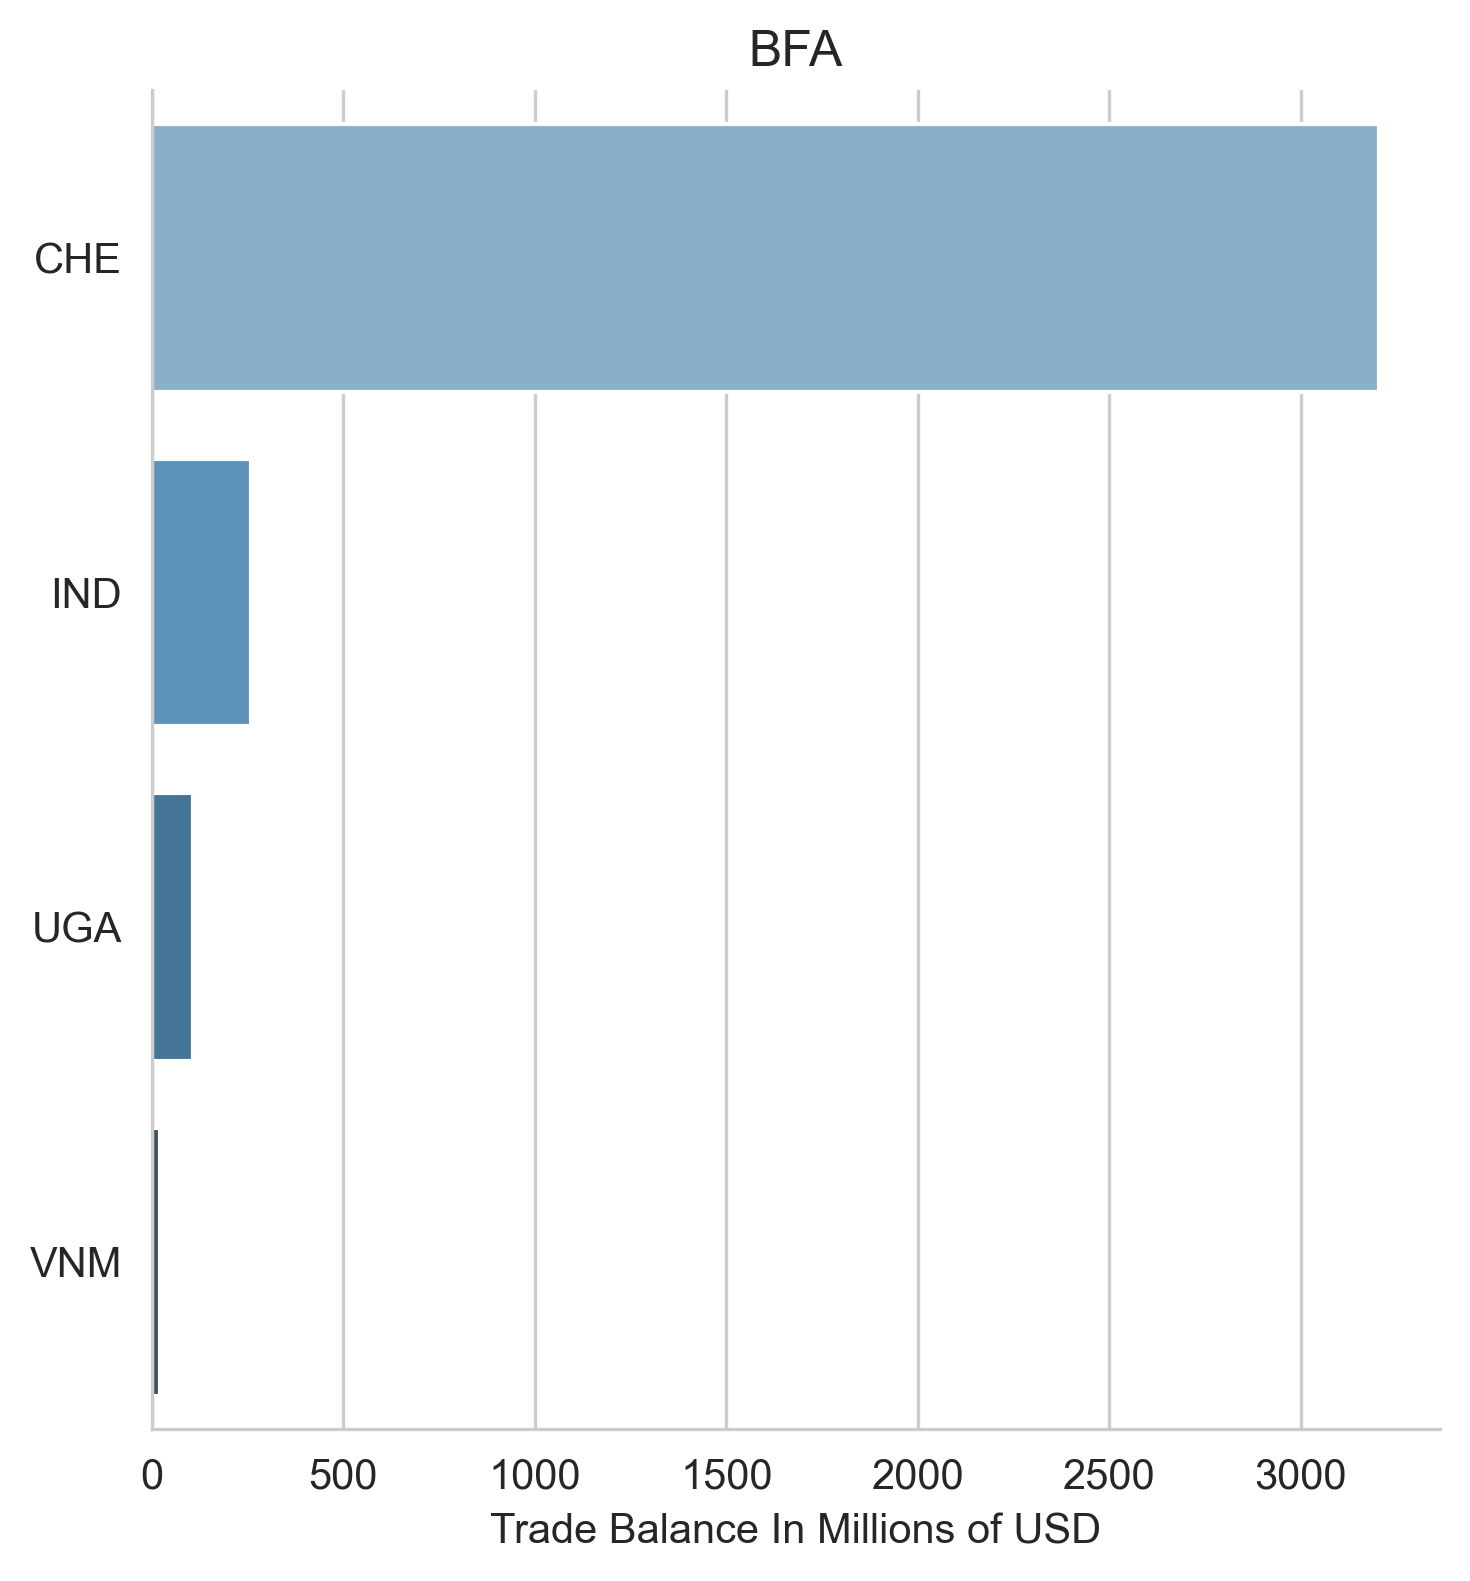 BFA
CHE
IND
UGA
VNM
0 500 1000 1500 2000 2500 3000
Trade Balance In Millions of USD